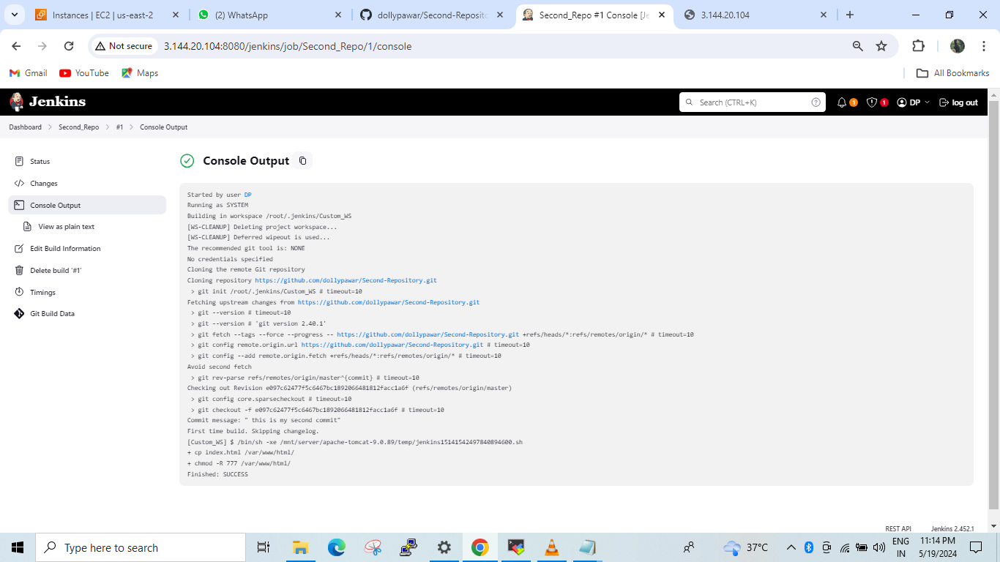 Instances | EC2 | us-east-2
(2) WhatsApp
dollypawar/Second-Reposito
Second_Repo #1 Console [Je
3.144.20.104
Not secure
3.144.20.104:8080/jenkins/job/Second_Repo/1/console
Gmail
YouTube
Maps
All Bookmarks
Jenkins
Search (CTRL+K)
1
1
DP
log out
Dashboard
Second_Repo
#1
Console Output
Status
Changes
Console Output
View as plain text
Edit Build Information
Delete build '#1'
Timings
Git Build Data
Console Output
Started by user DP
Running as SYSTEM
Building in workspace /root/.jenkins/Custom_WS
[WS-CLEANUP] Deleting project workspace...
[WS-CLEANUP] Deferred wipeout is used...
The recommended git tool is: NONE
No credentials specified
Cloning the remote Git repository
Cloning repository https://github.com/dollypawar/Second-Repository.git
> git init /root/.jenkins/Custom_WS # timeout=10
Fetching upstream changes from https://github.com/dollypawar/Second-Repository.git
> git --version # timeout=10
> git --version # 'git version 2.40.1'
> git fetch --tags --force --progress -- https://github.com/dollypawar/Second-Repository.git +refs/heads/*:refs/remotes/origin/* # timeout=10
> git config remote.origin.url https://github.com/dollypawar/Second-Repository.git # timeout=10
> git config --add remote.origin.fetch +refs/heads/*:refs/remotes/origin/* # timeout=10
Avoid second fetch
> git rev-parse refs/remotes/origin/master^{commit} # timeout=10
Checking out Revision e097c62477f5c6467bc1892066481812facc1a6f (refs/remotes/origin/master)
> git config core.sparsecheckout # timeout=10
> git checkout -f e097c62477f5c6467bc1892066481812facc1a6f # timeout=10
Commit message: " this is my second commit"
First time build. Skipping changelog.
[Custom_WS] $ /bin/sh -xe /mnt/server/apache-tomcat-9.0.89/temp/jenkins15141542497840894600.sh
+ cp index.html /var/www/html/
+ chmod -R 777 /var/www/html/
Finished: SUCCESS
REST API
Jenkins 2.452.1
Type here to search
37°C
ENG
IN
11:14 PM
5/19/2024